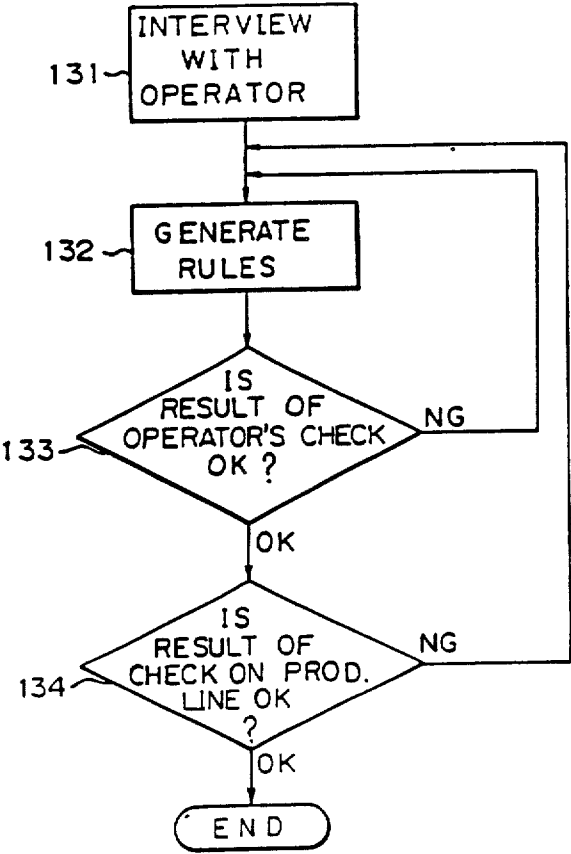 INTERVIEW
WITH
OPERATOR
131
GENERATE
RULES
132
IS
RESULT OF
OPERATOR'S CHECK
OK ?
NG
133
OK
IS
RESULT OF
CHECK ON PROD.
LINE OK
?
NG
134
OK
END